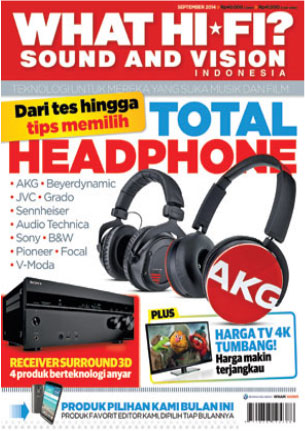 SEPTEMBER 2014
WHAT HI★FI?
SOUND AND VISION
INDONESIA
TEKNOLOGI UNTUK MEREKA YANG SUKA MUSIK DAN FILM
Dari tes hingga
tips memilih
TOTAL
HEADPHONE
• AKG • Beyerdynamic
• JVC • Grado
• Sennheiser
• Audio Technica
• Sony • B&W
• Pioneer • Focal
• V-Moda
AKG
SONY
PLUS
HARGA TV 4K
TUMBANG!
Harga makin
terjangkau
RECEIVER SURROUND 3D
4 produk berteknologi anyar
PRODUK PILIHAN KAMI BULAN INI
PRODUK FAVORIT EDITOR KAMI. DI PILIH TIAP BULANNYA